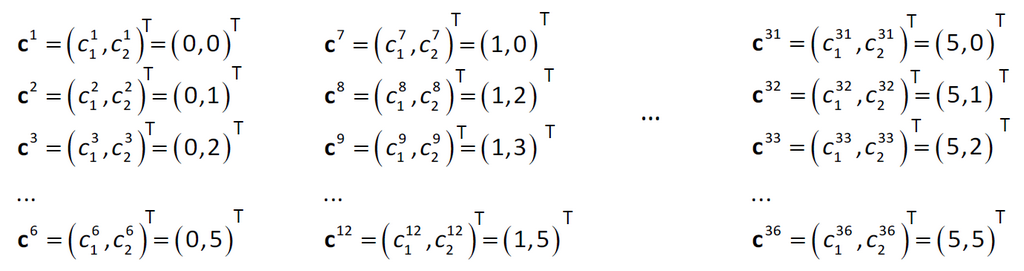 c¹ = (c₁¹, c₂¹)ᵀ = (0,0)ᵀ c⁷ = (c₁⁷, c₂⁷)ᵀ = (1,0)ᵀ c³¹ = (c₁³¹, c₂³¹)ᵀ = (5,0)ᵀ
c² = (c₁², c₂²)ᵀ = (0,1)ᵀ c⁸ = (c₁⁸, c₂⁸)ᵀ = (1,2)ᵀ ... c³² = (c₁³², c₂³²)ᵀ = (5,1)ᵀ
c³ = (c₁³, c₂³)ᵀ = (0,2)ᵀ c⁹ = (c₁⁹, c₂⁹)ᵀ = (1,3)ᵀ c³³ = (c₁³³, c₂³³)ᵀ = (5,2)ᵀ
... ... ...
c⁶ = (c₁⁶, c₂⁶)ᵀ = (0,5)ᵀ c¹² = (c₁¹², c₂¹²)ᵀ = (1,5)ᵀ c³⁶ = (c₁³⁶, c₂³⁶)ᵀ = (5,5)ᵀ